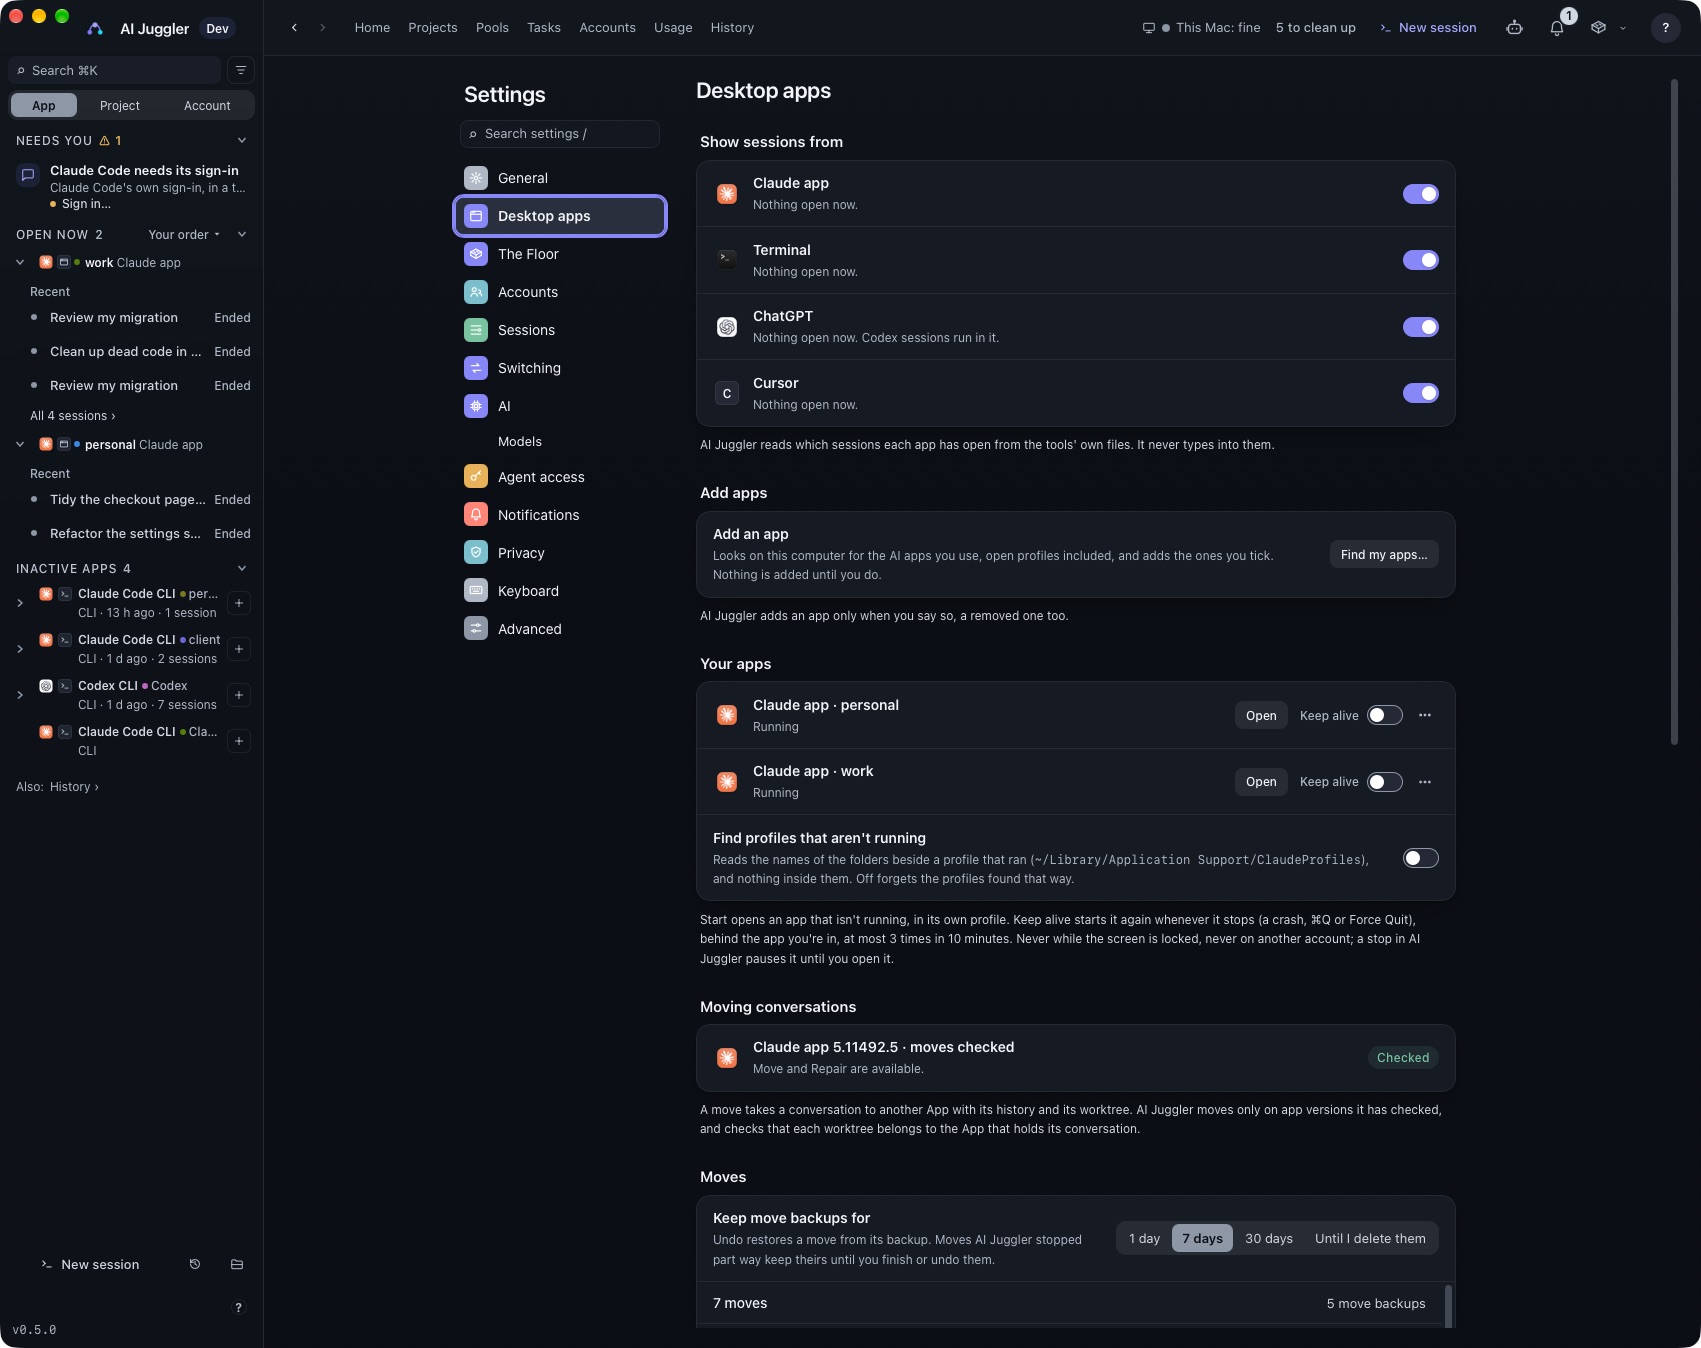 AI Juggler Dev
Search ⌘K
App Project Account
NEEDS YOU 1
Claude Code needs its sign-in
Claude Code's own sign-in, in a t...
Sign in...
OPEN NOW 2 Your order
work Claude app
Recent
Review my migration Ended
Clean up dead code in ... Ended
Review my migration Ended
All 4 sessions ›
personal Claude app
Recent
Tidy the checkout page... Ended
Refactor the settings s... Ended
INACTIVE APPS 4
Claude Code CLI per...
CLI · 13 h ago · 1 session
Claude Code CLI client
CLI · 1 d ago · 2 sessions
Codex CLI Codex
CLI · 1 d ago · 7 sessions
Claude Code CLI Cla...
CLI
Also: History ›
New session
?
v0.5.0
Home Projects Pools Tasks Accounts Usage History
This Mac: fine 5 to clean up New session 1 ?
Settings
Search settings /
General
Desktop apps
The Floor
Accounts
Sessions
Switching
AI
Models
Agent access
Notifications
Privacy
Keyboard
Advanced
Desktop apps
Show sessions from
Claude app
Nothing open now.
Terminal
Nothing open now.
ChatGPT
Nothing open now. Codex sessions run in it.
C Cursor
Nothing open now.
AI Juggler reads which sessions each app has open from the tools' own files. It never types into them.
Add apps
Add an app
Looks on this computer for the AI apps you use, open profiles included, and adds the ones you tick.
Nothing is added until you do.
Find my apps...
AI Juggler adds an app only when you say so, a removed one too.
Your apps
Claude app · personal
Running
Open Keep alive
Claude app · work
Running
Open Keep alive
Find profiles that aren't running
Reads the names of the folders beside a profile that ran (~/Library/Application Support/ClaudeProfiles),
and nothing inside them. Off forgets the profiles found that way.
Start opens an app that isn't running, in its own profile. Keep alive starts it again whenever it stops (a crash, ⌘Q or Force Quit),
behind the app you're in, at most 3 times in 10 minutes. Never while the screen is locked, never on another account; a stop in AI
Juggler pauses it until you open it.
Moving conversations
Claude app 5.11492.5 · moves checked
Move and Repair are available.
Checked
A move takes a conversation to another App with its history and its worktree. AI Juggler moves only on app versions it has checked,
and checks that each worktree belongs to the App that holds its conversation.
Moves
Keep move backups for
Undo restores a move from its backup. Moves AI Juggler stopped
part way keep theirs until you finish or undo them.
1 day 7 days 30 days Until I delete them
7 moves 5 move backups